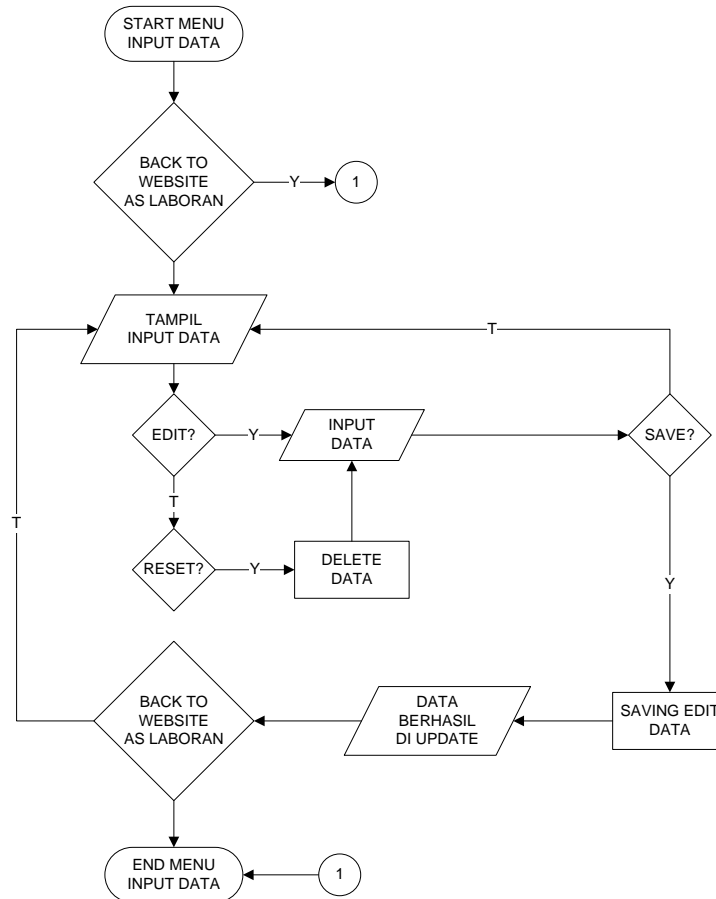 START MENU
INPUT DATA
BACK TO
WEBSITE
AS LABORAN
Y
1
TAMPIL
INPUT DATA
T
EDIT?
Y
INPUT
DATA
SAVE?
T
T
RESET?
Y
DELETE
DATA
Y
BACK TO
WEBSITE
AS LABORAN
DATA
BERHASIL
DI UPDATE
SAVING EDIT
DATA
END MENU
INPUT DATA
1